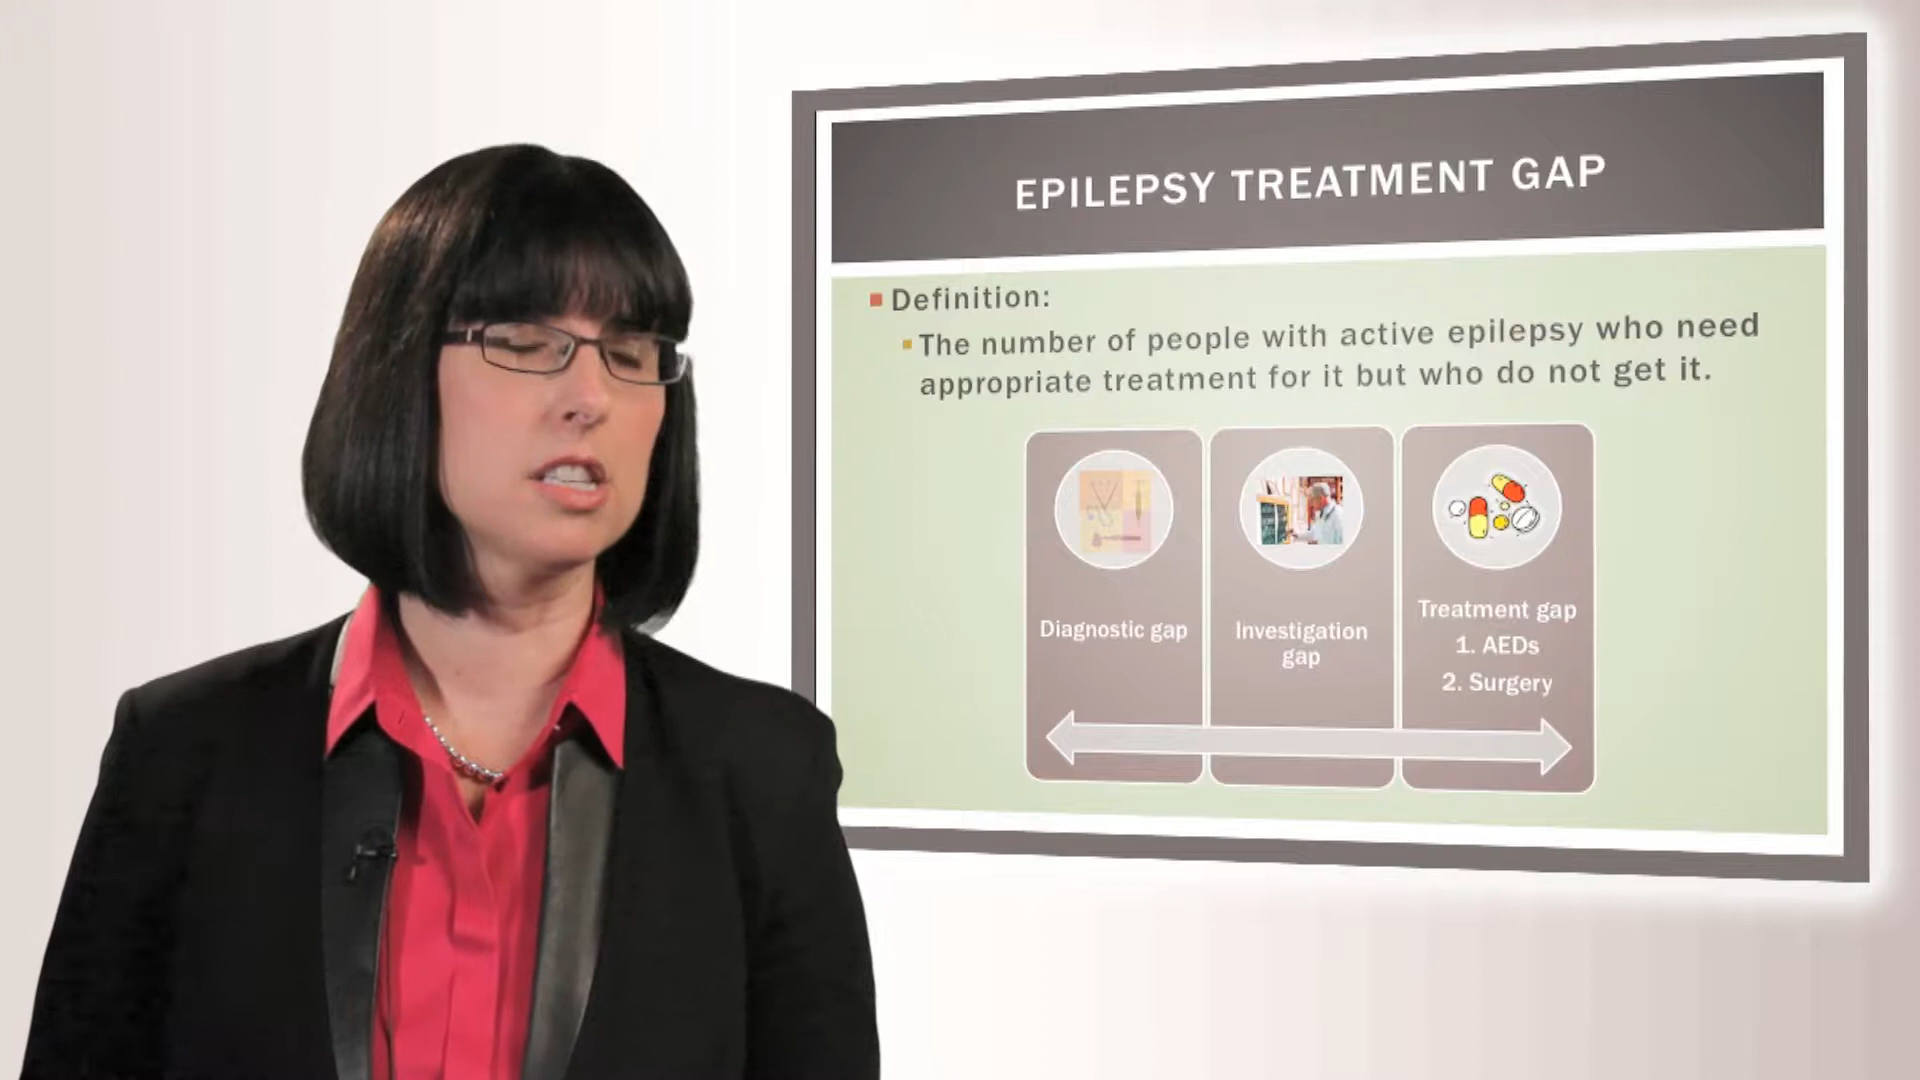 EPILEPSY TREATMENT GAP
Definition:
The number of people with active epilepsy who need
appropriate treatment for it but who do not get it.
Diagnostic gap
Investigation
gap
Treatment gap
1. AEDs
2. Surgery